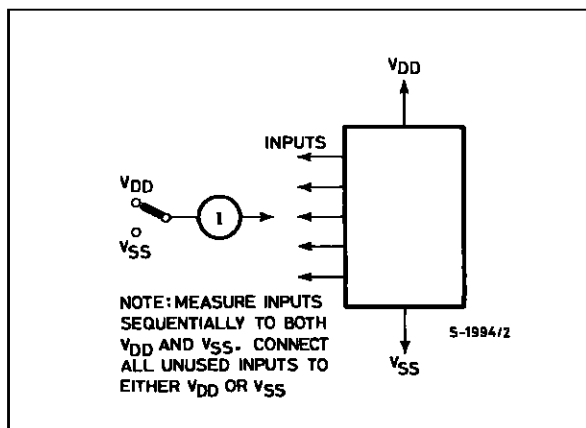 VDD
INPUTS
VDD
I
VSS
NOTE: MEASURE INPUTS
SEQUENTIALLY TO BOTH
VDD AND VSS. CONNECT
ALL UNUSED INPUTS TO
EITHER VDD OR VSS
S-1994/2
VSS